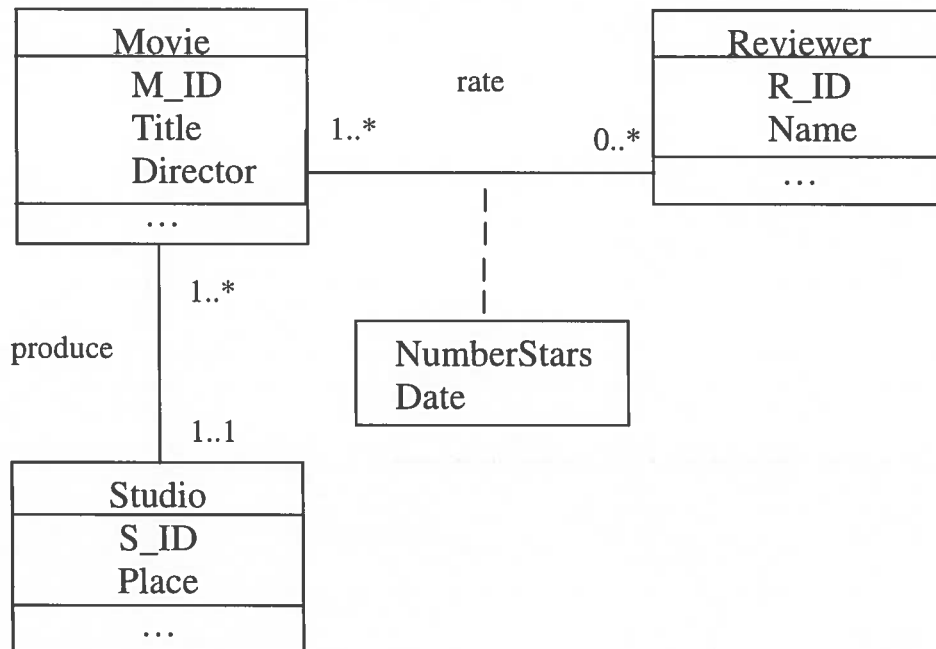 Movie
M_ID
Title
Director
...
rate
1..*
0..*
Reviewer
R_ID
Name
...
NumberStars
Date
1..*
produce
1..1
Studio
S_ID
Place
...